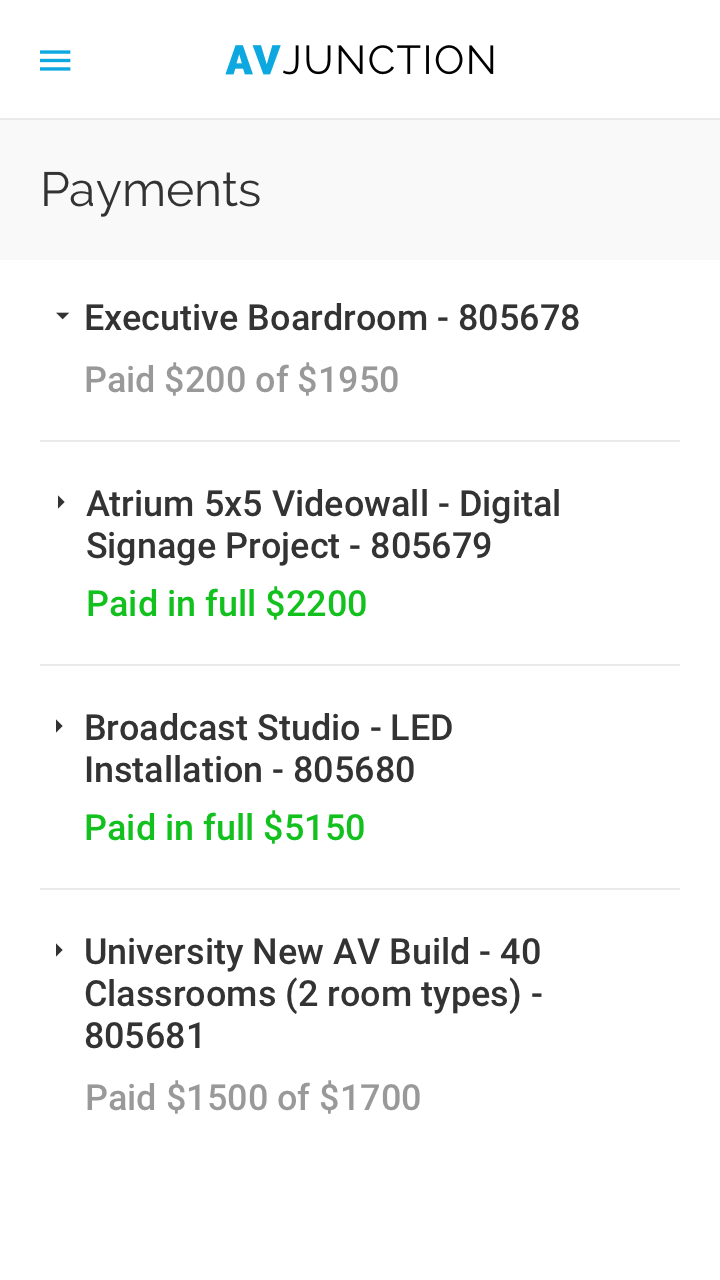 AVJUNCTION
Payments
Executive Boardroom - 805678
Paid $200 of $1950
Atrium 5x5 Videowall - Digital
Signage Project - 805679
Paid in full $2200
Broadcast Studio - LED
Installation - 805680
Paid in full $5150
University New AV Build - 40
Classrooms (2 room types) -
805681
Paid $1500 of $1700